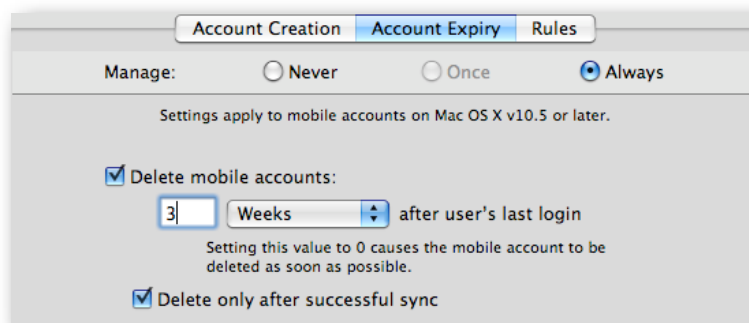 Account Creation Account Expiry Rules
Manage: Never Once Always
Settings apply to mobile accounts on Mac OS X v10.5 or later.
Delete mobile accounts:
3 Weeks after user's last login
Setting this value to 0 causes the mobile account to be
deleted as soon as possible.
Delete only after successful sync